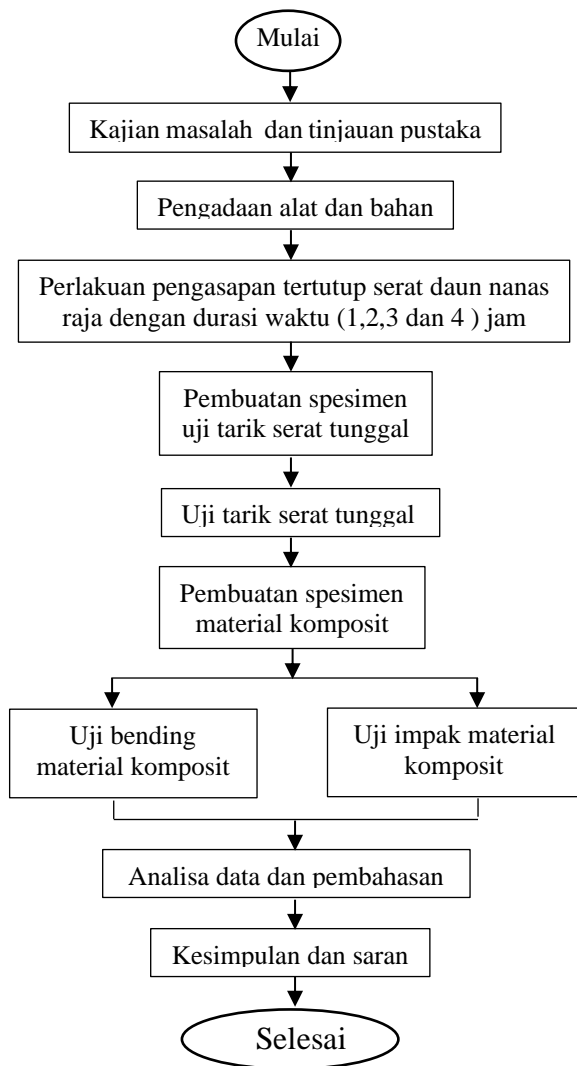 Mulai
Kajian masalah dan tinjauan pustaka
Pengadaan alat dan bahan
Perlakuan pengasapan tertutup serat daun nanas
raja dengan durasi waktu (1,2,3 dan 4 ) jam
Pembuatan spesimen
uji tarik serat tunggal
Uji tarik serat tunggal
Pembuatan spesimen
material komposit
Uji bending
material komposit
Uji impak material
komposit
Analisa data dan pembahasan
Kesimpulan dan saran
Selesai